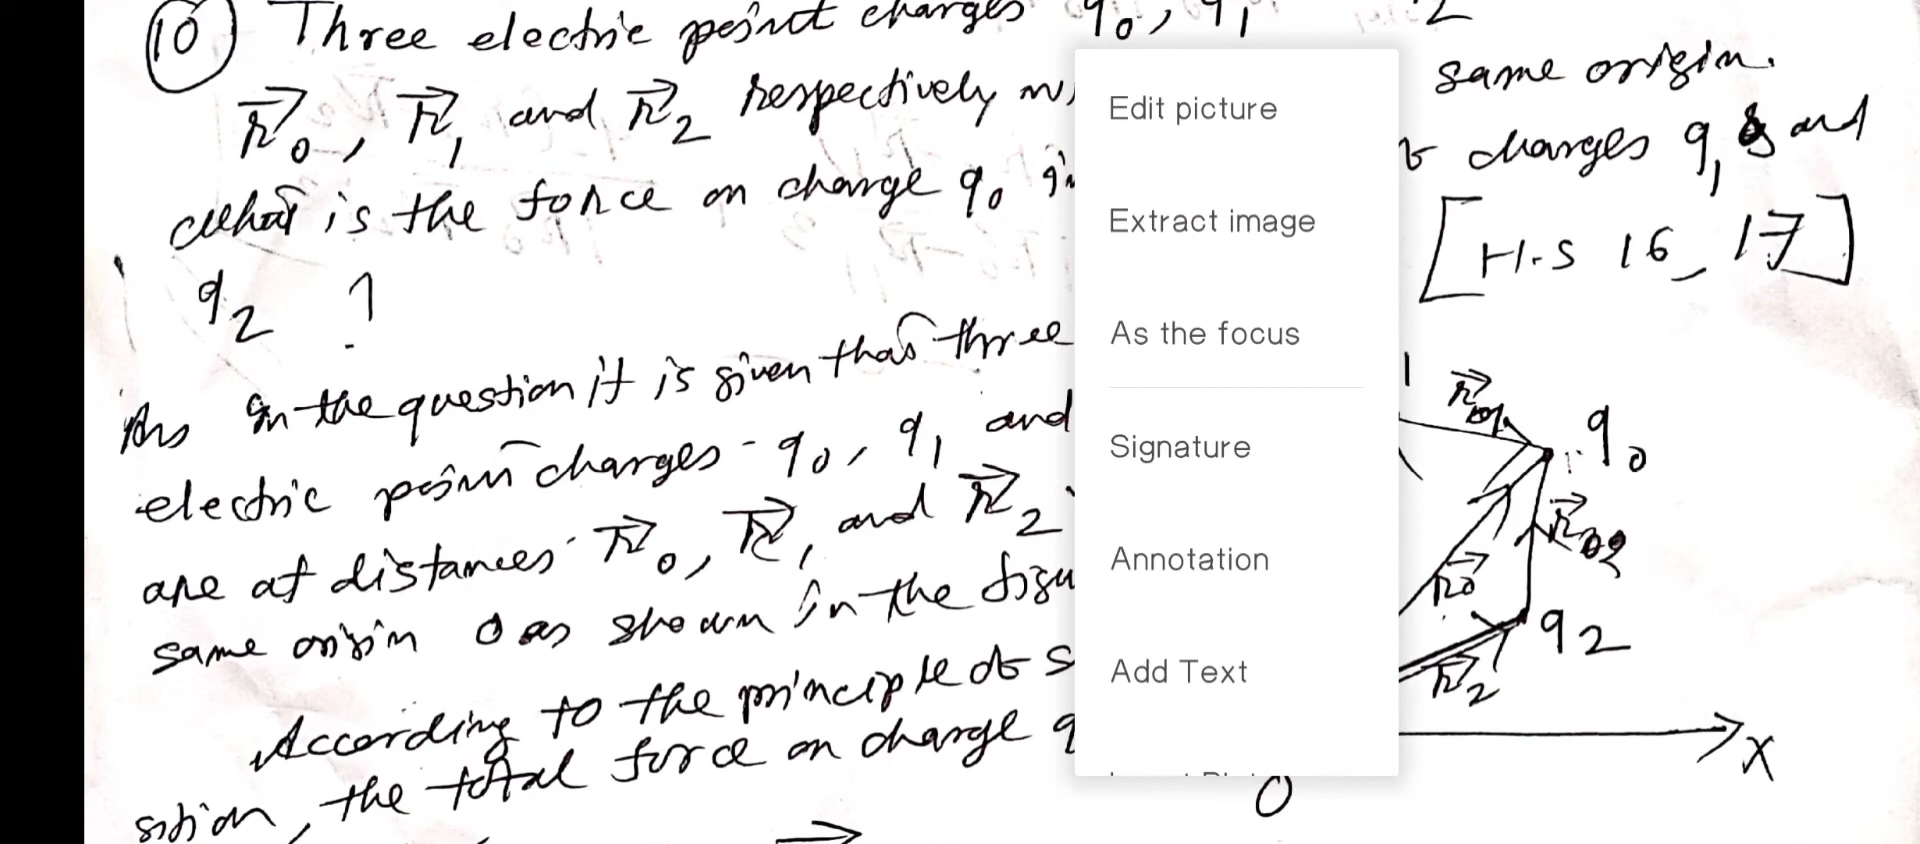 10 Three electric point charges q0, q1 2
r0, r1 and r2 respectively same origin.
What is the force on charge q0 charges q1 & and
q2 ? [H.S 16, 17]
Ans In the question it is given that three
electric point charges - q0, q1 and
are at distances r0, r1 and r2
same origin O as shown in the
According to the principle of s
sition, the total force on charge q
r01
q0
r02
r0
q2
r2
X
O
Edit picture
Extract image
As the focus
Signature
Annotation
Add Text